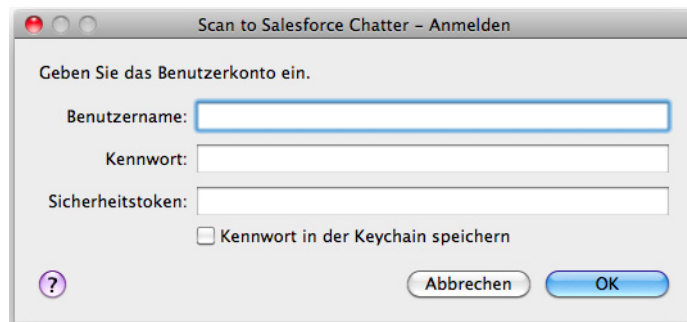 Scan to Salesforce Chatter – Anmelden
Geben Sie das Benutzerkonto ein.
Benutzername:
Kennwort:
Sicherheitstoken:
Kennwort in der Keychain speichern
? Abbrechen OK